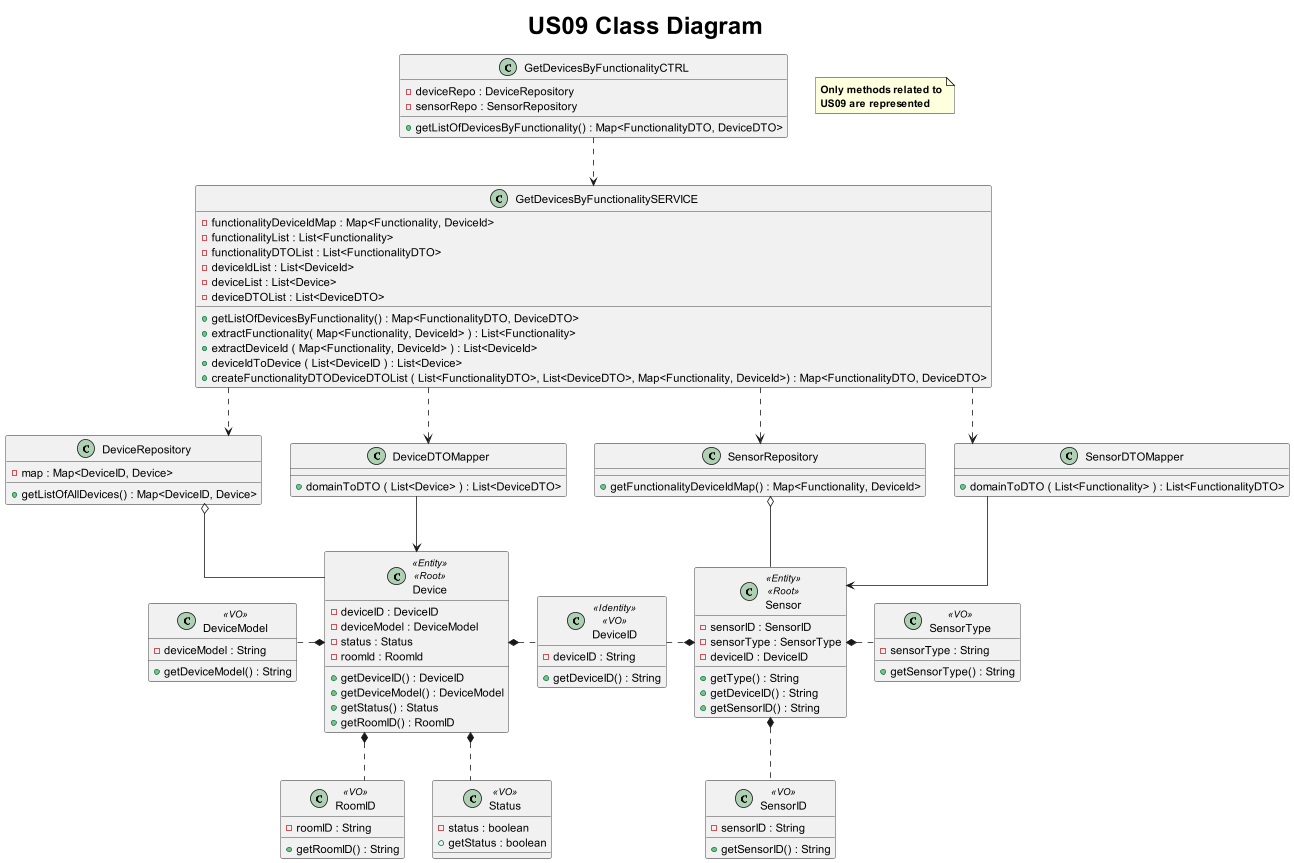 US09 Class Diagram
C GetDevicesByFunctionalityCTRL
deviceRepo : DeviceRepository
sensorRepo : SensorRepository
getListOfDevicesByFunctionality() : Map<FunctionalityDTO, DeviceDTO>
Only methods related to
US09 are represented
C GetDevicesByFunctionalitySERVICE
functionalityDeviceIdMap : Map<Functionality, DeviceId>
functionalityList : List<Functionality>
functionalityDTOList : List<FunctionalityDTO>
deviceIdList : List<DeviceId>
deviceList : List<Device>
deviceDTOList : List<DeviceDTO>
getListOfDevicesByFunctionality() : Map<FunctionalityDTO, DeviceDTO>
extractFunctionality( Map<Functionality, DeviceId> ) : List<Functionality>
extractDeviceId ( Map<Functionality, DeviceId> ) : List<DeviceId>
deviceIdToDevice ( List<DeviceID ) : List<Device>
createFunctionalityDTODeviceDTOList ( List<FunctionalityDTO>, List<DeviceDTO>, Map<Functionality, DeviceId>) : Map<FunctionalityDTO, DeviceDTO>
C DeviceRepository
map : Map<DeviceID, Device>
getListOfAllDevices() : Map<DeviceID, Device>
C DeviceDTOMapper
domainToDTO ( List<Device> ) : List<DeviceDTO>
C SensorRepository
getFunctionalityDeviceIdMap() : Map<Functionality, DeviceId>
C SensorDTOMapper
domainToDTO ( List<Functionality> ) : List<FunctionalityDTO>
C «VO»
DeviceModel
deviceModel : String
getDeviceModel() : String
«Entity»
C «Root»
Device
deviceID : DeviceID
deviceModel : DeviceModel
status : Status
roomId : RoomId
getDeviceID() : DeviceID
getDeviceModel() : DeviceModel
getStatus() : Status
getRoomID() : RoomID
«Identity»
C «VO»
DeviceID
deviceID : String
getDeviceID() : String
«Entity»
C «Root»
Sensor
sensorID : SensorID
sensorType : SensorType
deviceID : DeviceID
getType() : String
getDeviceID() : String
getSensorID() : String
C «VO»
SensorType
sensorType : String
getSensorType() : String
C «VO»
RoomID
roomID : String
getRoomID() : String
C «VO»
Status
status : boolean
getStatus : boolean
C «VO»
SensorID
sensorID : String
getSensorID() : String